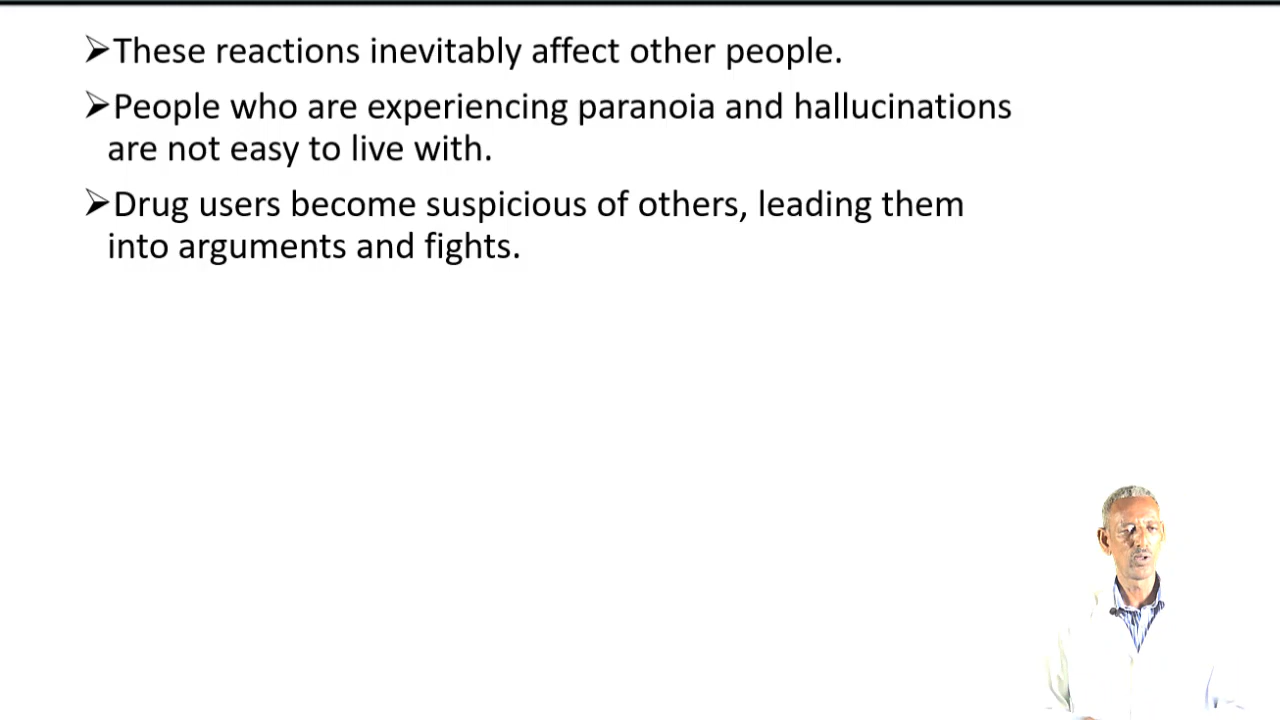 ➢These reactions inevitably affect other people.
➢People who are experiencing paranoia and hallucinations
are not easy to live with.
➢Drug users become suspicious of others, leading them
into arguments and fights.